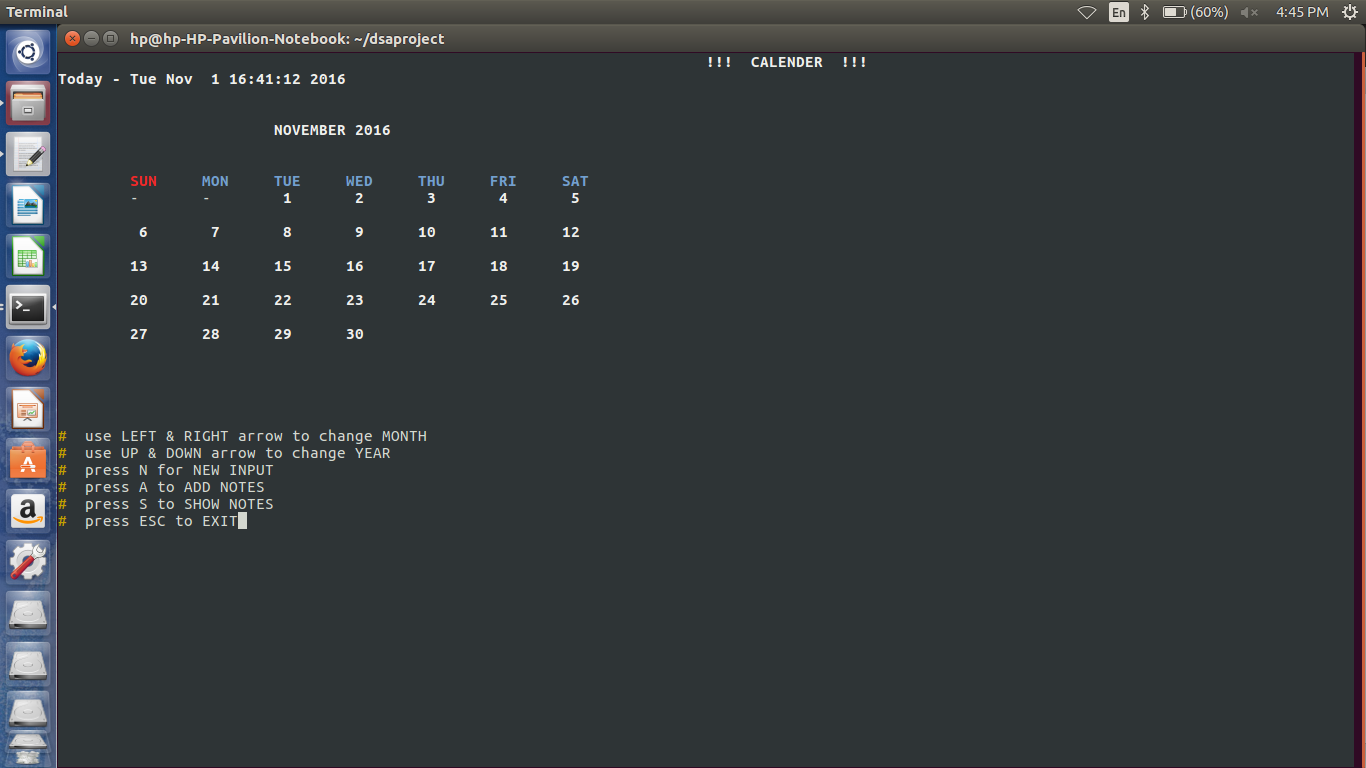 Terminal
En
(60%)
4:45 PM
hp@hp-HP-Pavilion-Notebook: ~/dsaproject
!!! CALENDER !!!
Today - Tue Nov  1 16:41:12 2016
NOVEMBER 2016
SUN MON TUE WED THU FRI SAT
- - 1 2 3 4 5
6 7 8 9 10 11 12
13 14 15 16 17 18 19
20 21 22 23 24 25 26
27 28 29 30
# use LEFT & RIGHT arrow to change MONTH
# use UP & DOWN arrow to change YEAR
# press N for NEW INPUT
# press A to ADD NOTES
# press S to SHOW NOTES
# press ESC to EXIT